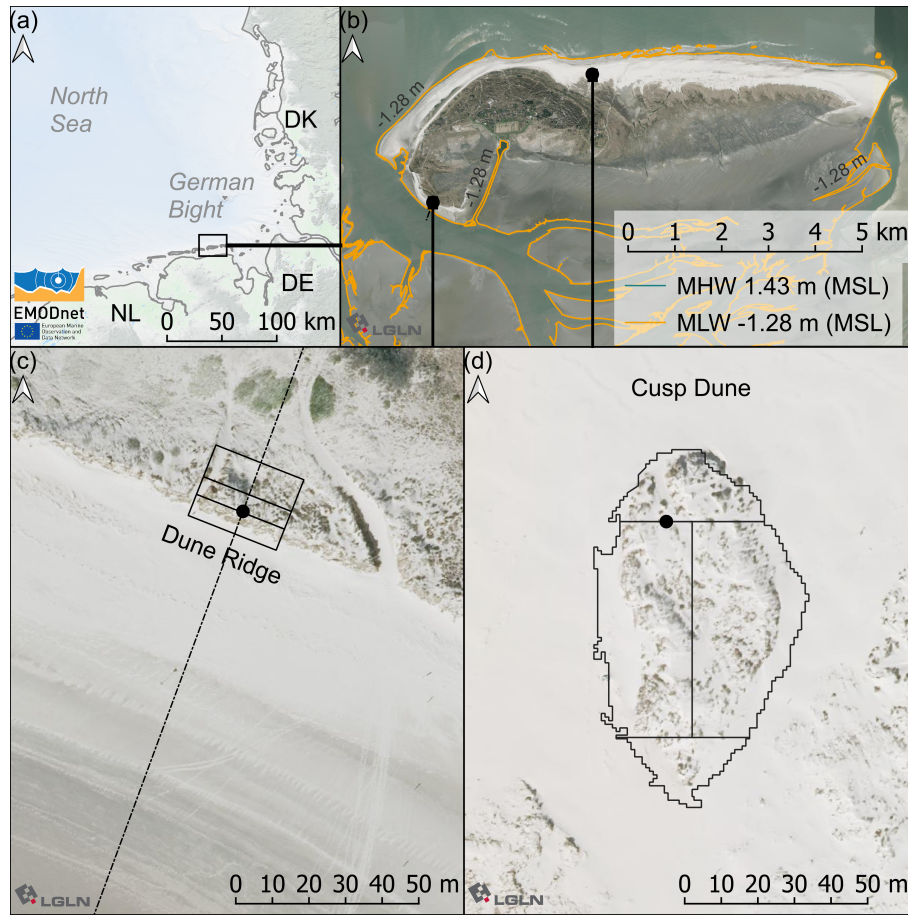 (a)
North
Sea
DK
German
Bight
DE
NL
EMODnet
European Marine
Observation and
Data Network
0 50 100 km
(b)
-1.28 m
-1.28 m
-1.28 m
0 1 2 3 4 5 km
MHW 1.43 m (MSL)
MLW -1.28 m (MSL)
LGLN
(c)
Dune Ridge
LGLN
0 10 20 30 40 50 m
(d)
Cusp Dune
LGLN
0 10 20 30 40 50 m